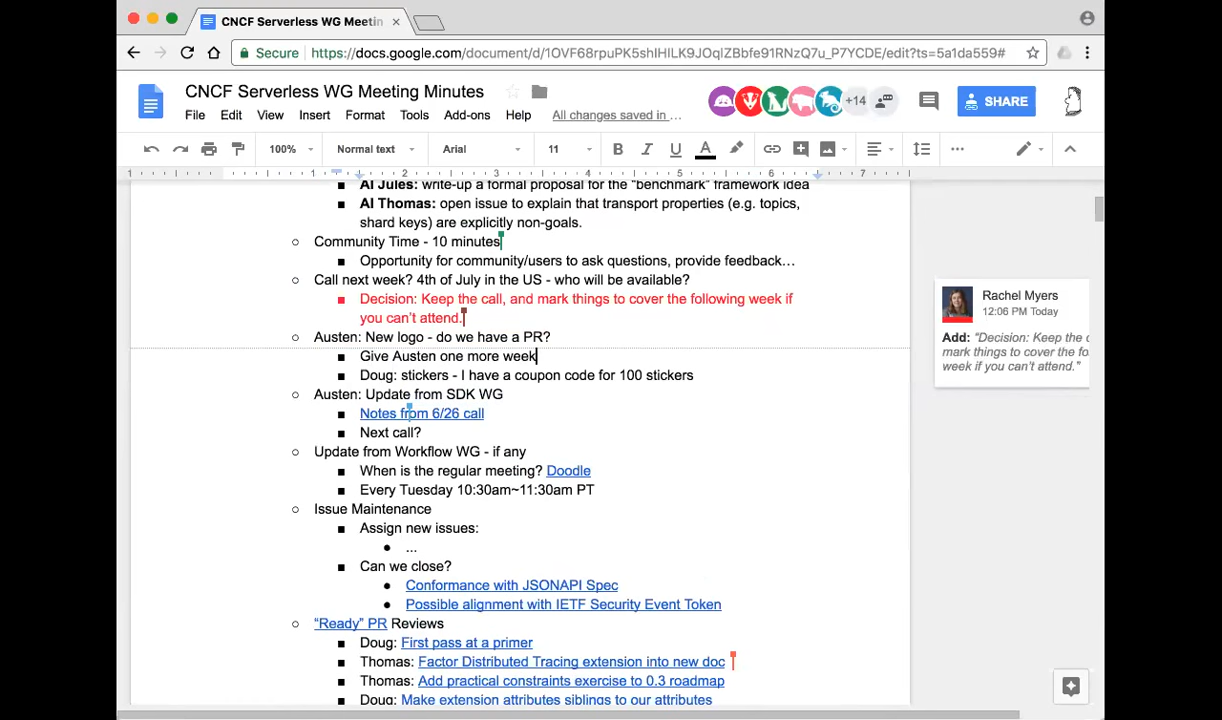 CNCF Serverless WG Meetin
Secure
https://docs.google.com/document/d/1OVF68rpuPK5shIHILK9JOqlZBbfe91RNzQ7u_P7YCDE/edit?ts=5a1da559#
CNCF Serverless WG Meeting Minutes
File Edit View Insert Format Tools Add-ons Help All changes saved in …
+14
SHARE
100% Normal text Arial 11 B I U A
1 1 2 3 4 5 6 7
AI Jules: write-up a formal proposal for the “benchmark” framework idea
AI Thomas: open issue to explain that transport properties (e.g. topics,
shard keys) are explicitly non-goals.
Community Time - 10 minutes
Opportunity for community/users to ask questions, provide feedback…
Call next week? 4th of July in the US - who will be available?
Decision: Keep the call, and mark things to cover the following week if
you can’t attend.
Austen: New logo - do we have a PR?
Give Austen one more week
Doug: stickers - I have a coupon code for 100 stickers
Austen: Update from SDK WG
Notes from 6/26 call
Next call?
Update from Workflow WG - if any
When is the regular meeting? Doodle
Every Tuesday 10:30am~11:30am PT
Issue Maintenance
Assign new issues:
...
Can we close?
Conformance with JSONAPI Spec
Possible alignment with IETF Security Event Token
“Ready” PR Reviews
Doug: First pass at a primer
Thomas: Factor Distributed Tracing extension into new doc
Thomas: Add practical constraints exercise to 0.3 roadmap
Doug: Make extension attributes siblings to our attributes
Rachel Myers
12:06 PM Today
Add: “Decision: Keep the c
mark things to cover the fo
week if you can’t attend.”